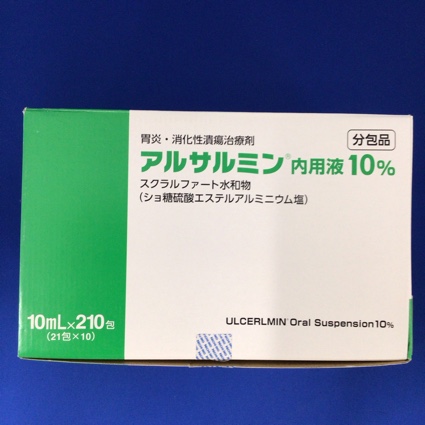 胃炎・消化性潰瘍治療剤
分包品
アルサルミン®内用液10%
スクラルファート水和物
(ショ糖硫酸エステルアルミニウム塩)
10mL×210包
(21包×10)
ULCERLMIN® Oral Suspension10%